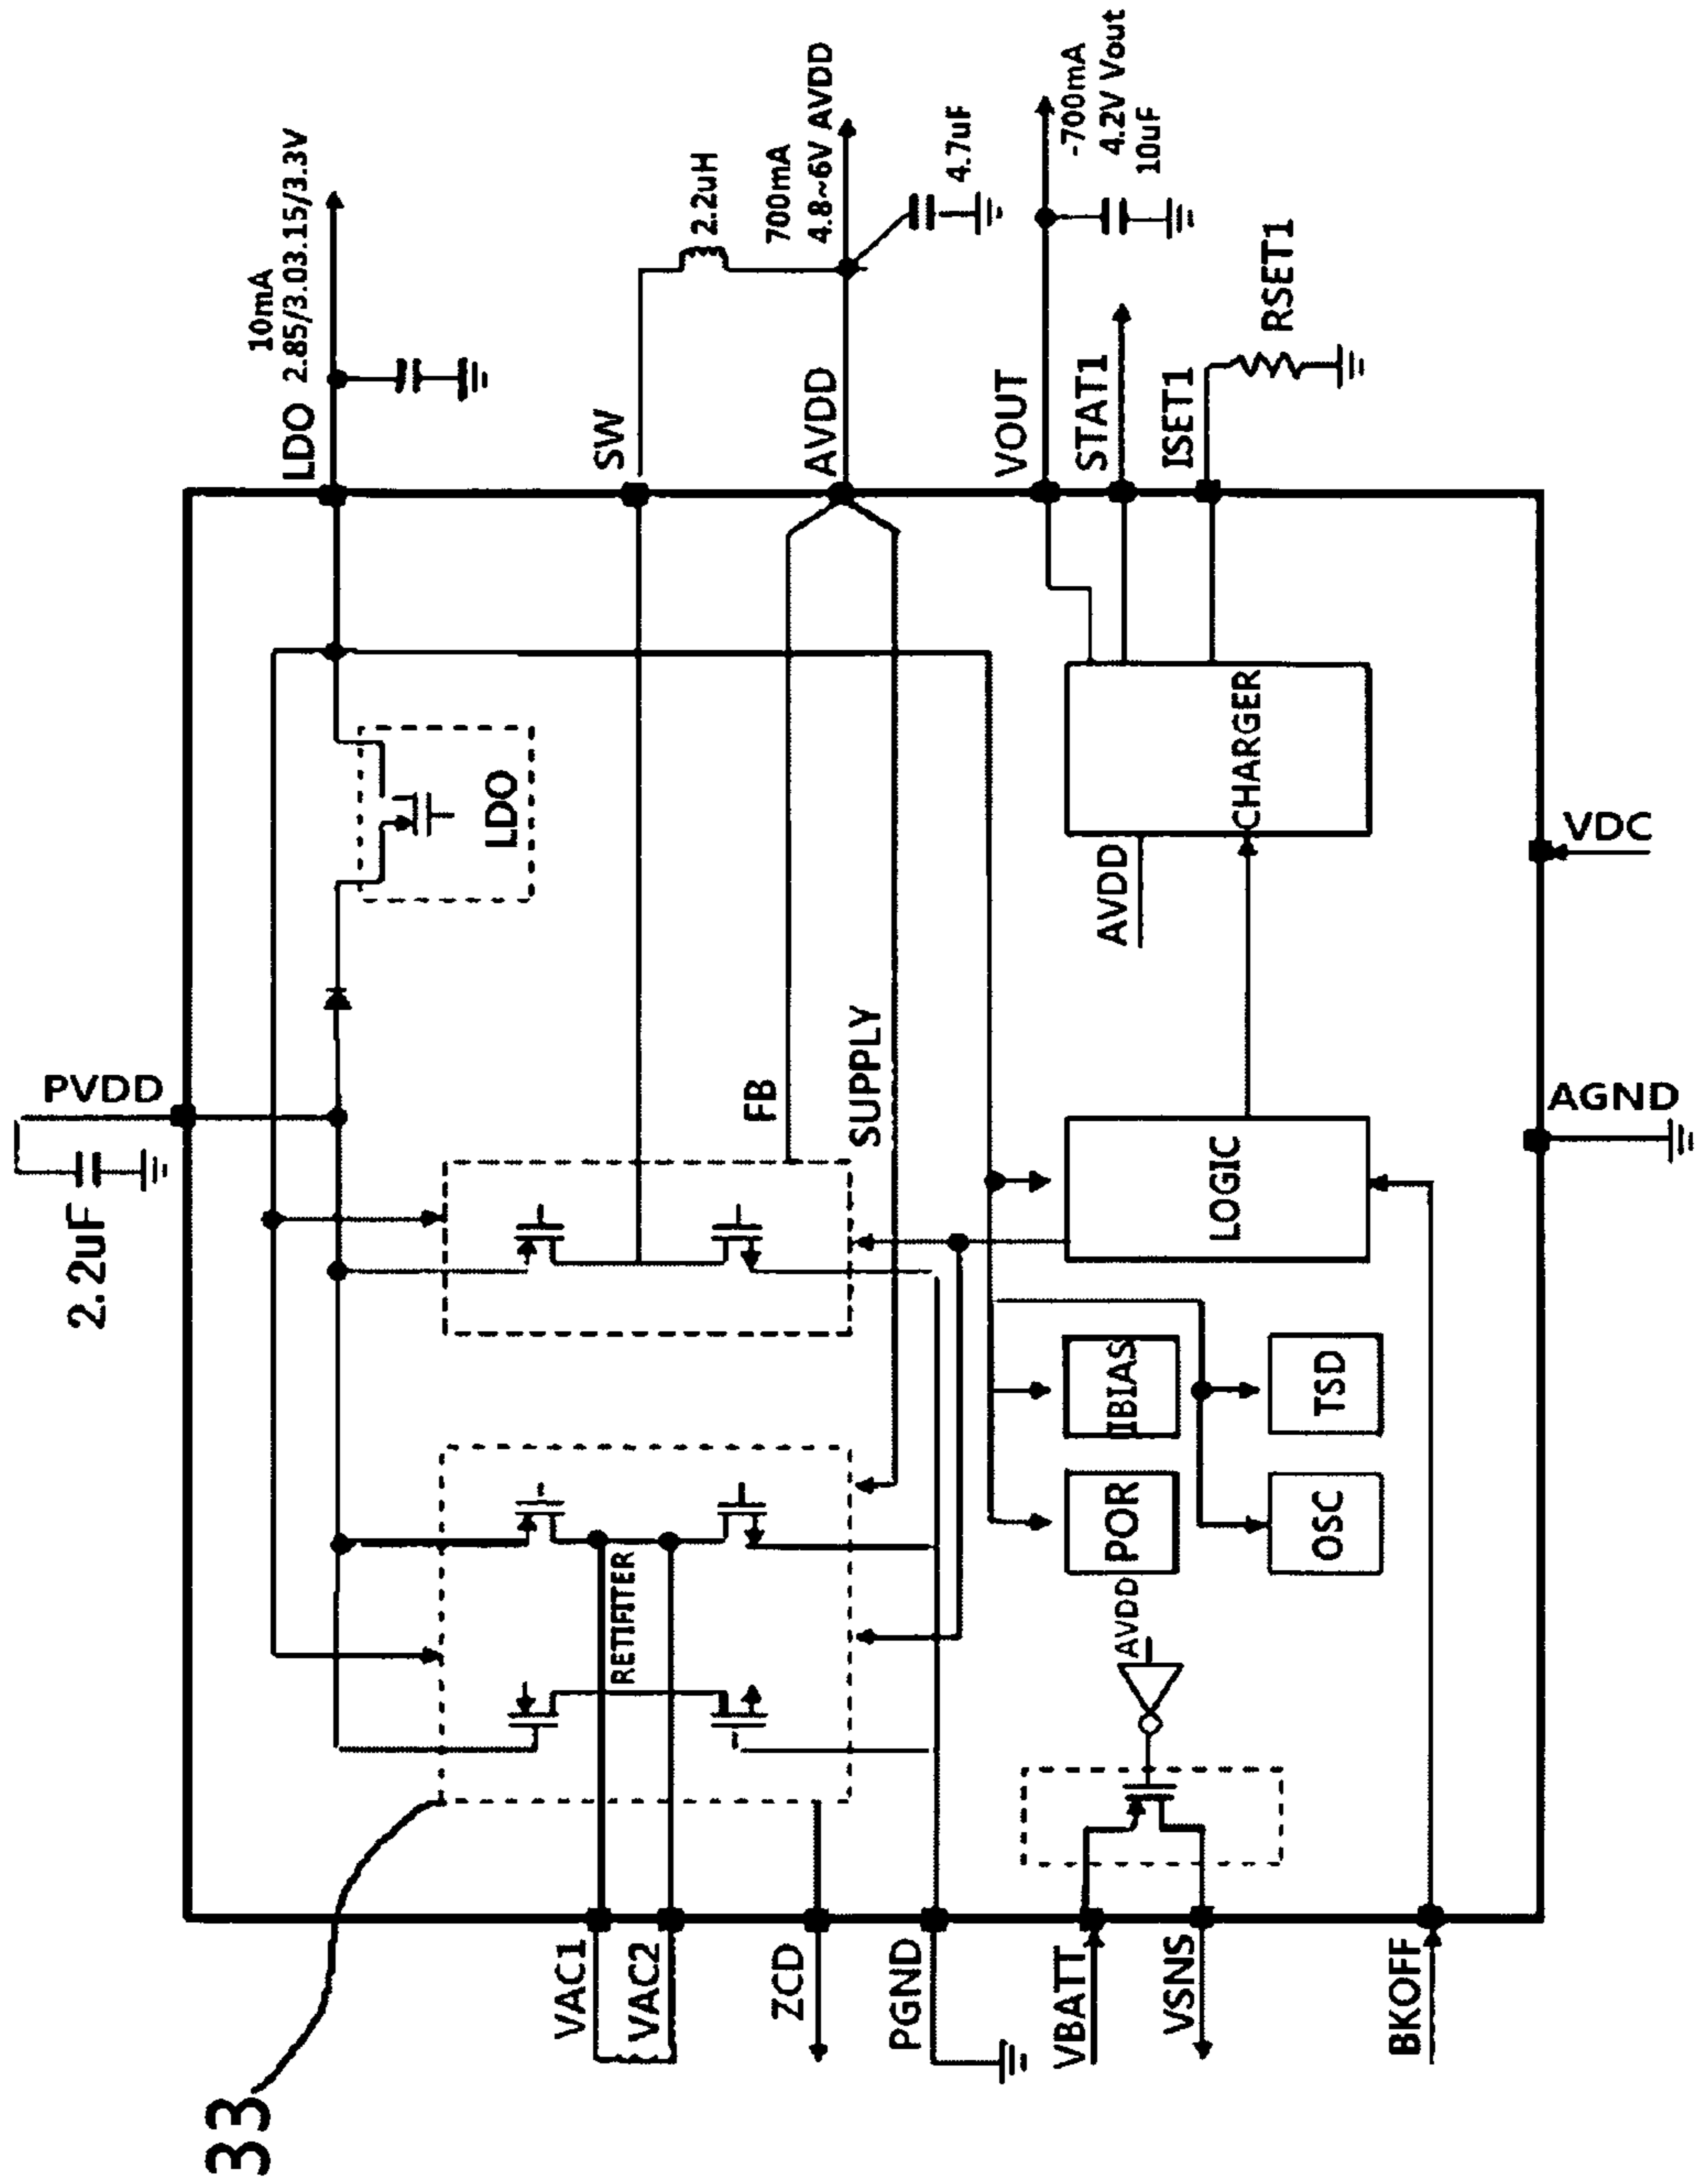 33
2.2uF
PVDD
10mA
LDO 2.85/3.03.15/3.3V
SW
2.2uH
700mA
4.8~6V AVDD
AVDD
4.7uF
VOUT
-700mA
4.2V Vout
10uF
STAT1
ISET1
RSET1
LDO
FB
SUPPLY
RETIFITER
VAC1
VAC2
ZCD
PGND
VBATT
VSNS
BKOFF
AVDD
POR
IBIAS
OSC
TSD
LOGIC
AVDD
CHARGER
AGND
VDC